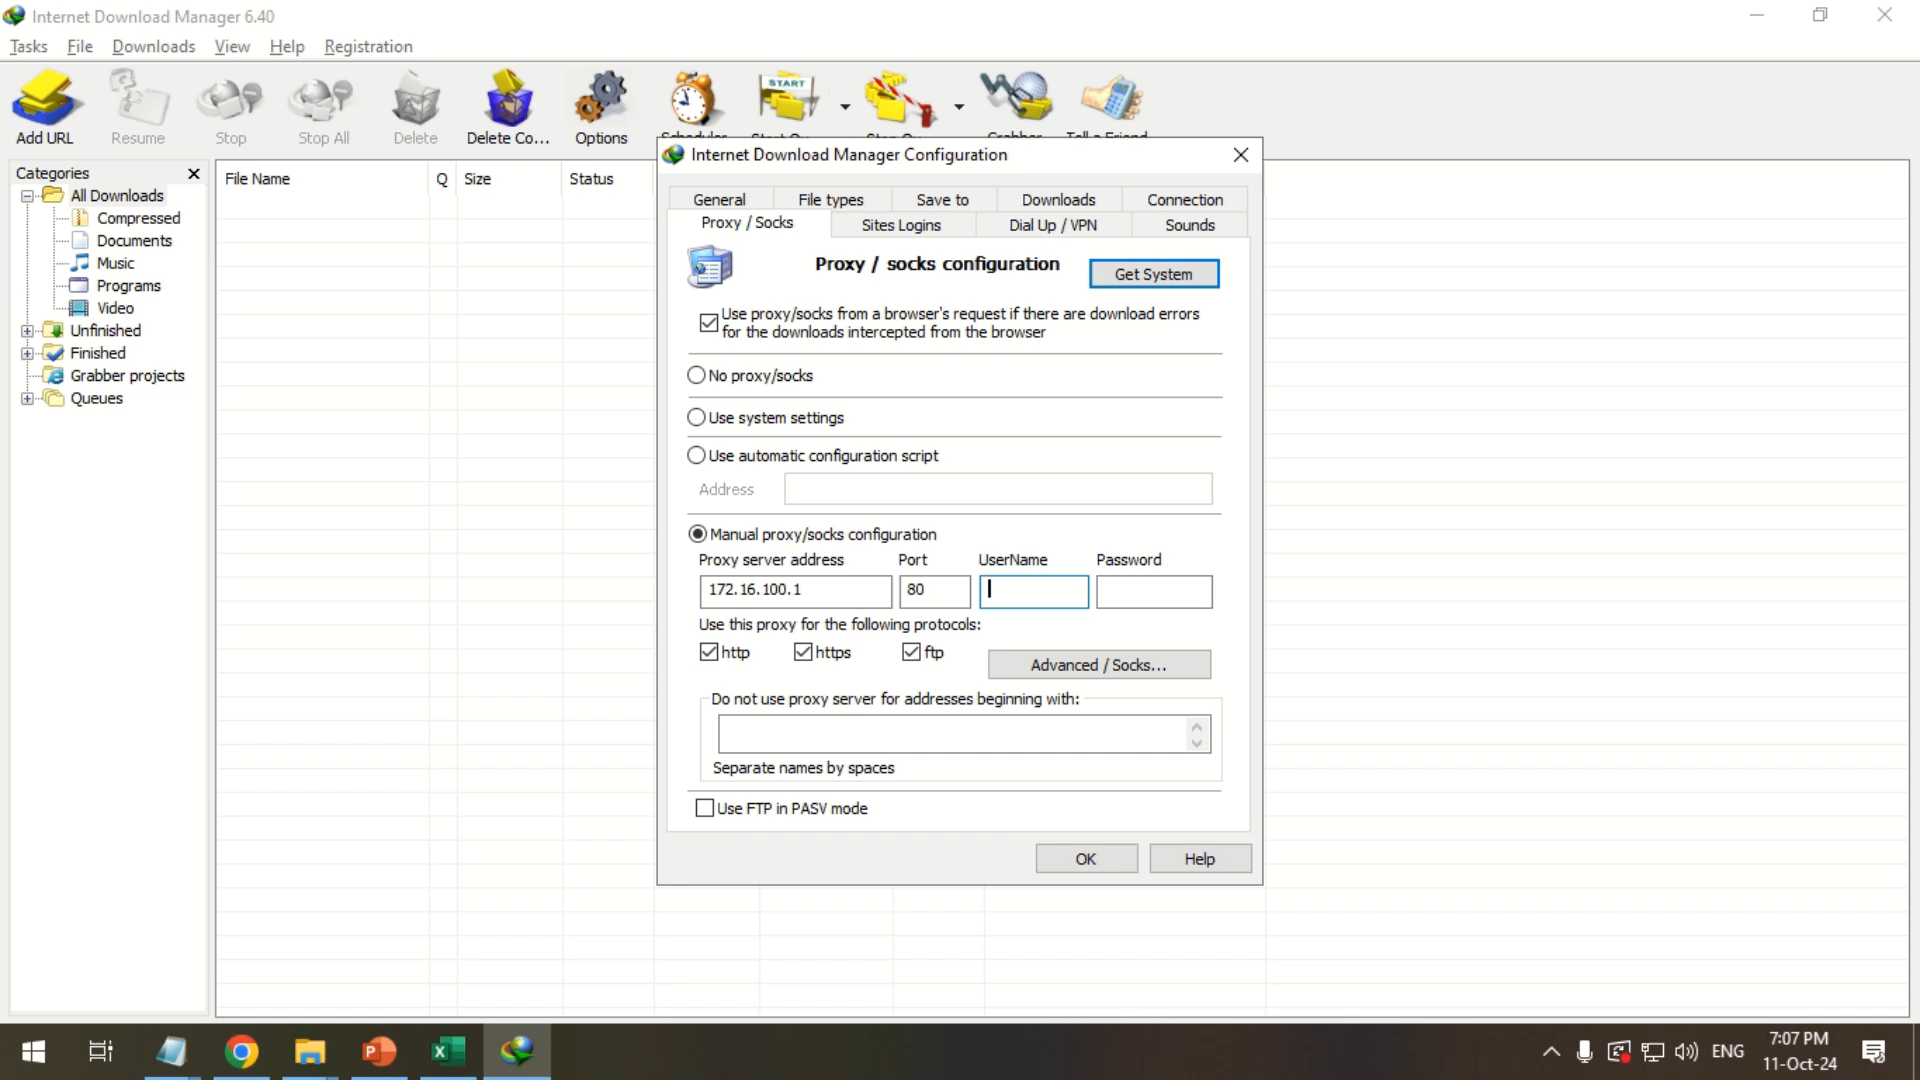 Internet Download Manager 6.40
Tasks File Downloads View Help Registration
START
Add URL Resume Stop Stop All Delete Delete Co... Options Scheduler
Internet Download Manager Configuration
Categories
All Downloads
Compressed
Documents
Music
Programs
Video
Unfinished
Finished
Grabber projects
Queues
File Name Q Size Status
General File types Save to Downloads Connection
Proxy / Socks Sites Logins Dial Up / VPN Sounds
Proxy / socks configuration
Get System
Use proxy/socks from a browser's request if there are download errors
for the downloads intercepted from the browser
No proxy/socks
Use system settings
Use automatic configuration script
Address
Manual proxy/socks configuration
Proxy server address Port UserName Password
172.16.100.1 80
Use this proxy for the following protocols:
http https ftp
Advanced / Socks...
Do not use proxy server for addresses beginning with:
Separate names by spaces
Use FTP in PASV mode
OK Help
ENG
7:07 PM
11-Oct-24